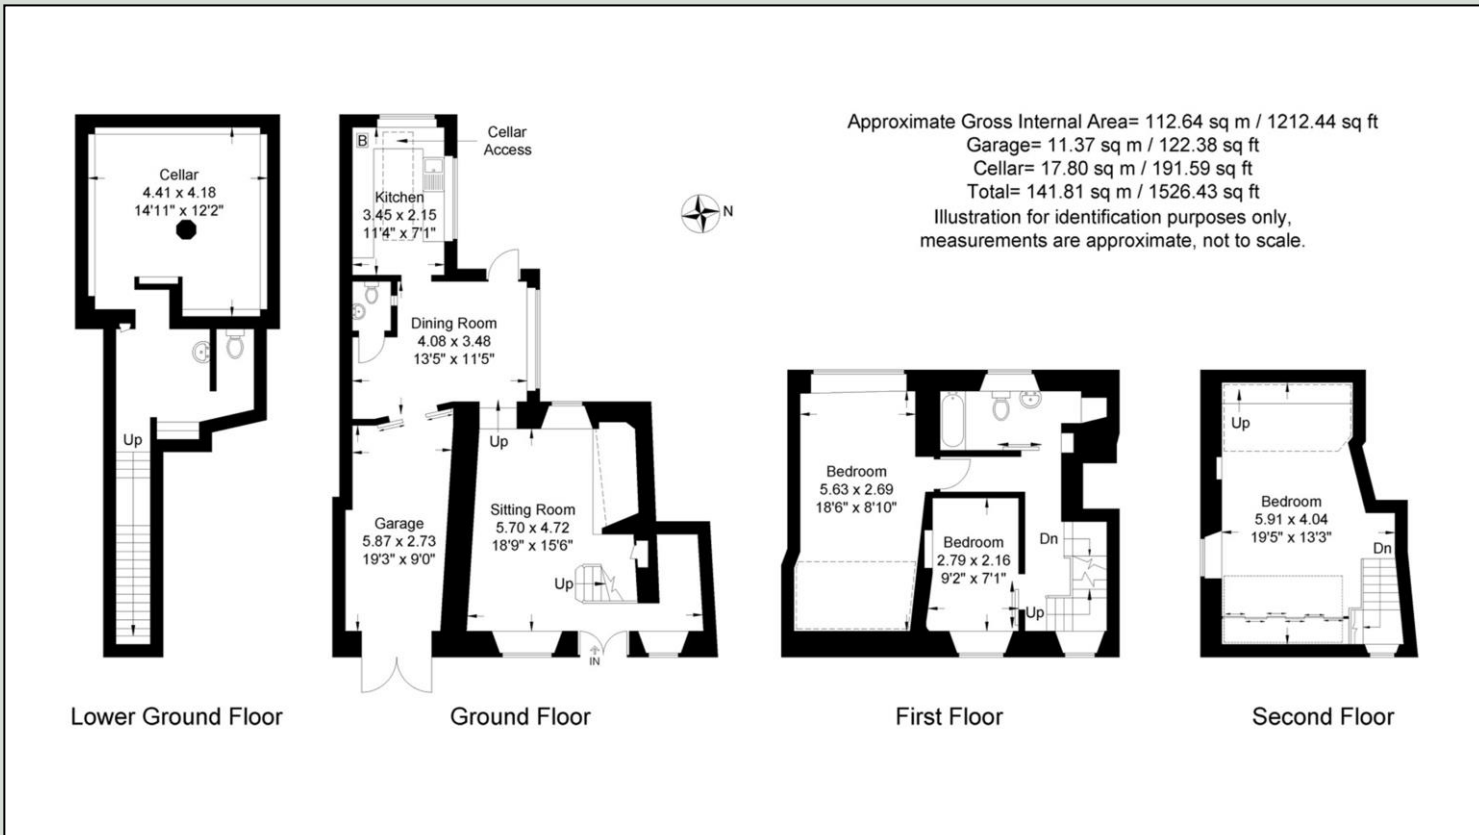 Approximate Gross Internal Area= 112.64 sq m / 1212.44 sq ft
Garage= 11.37 sq m / 122.38 sq ft
Cellar= 17.80 sq m / 191.59 sq ft
Total= 141.81 sq m / 1526.43 sq ft
Illustration for identification purposes only,
measurements are approximate, not to scale.
N
Cellar
4.41 x 4.18
14'11" x 12'2"
Up
Lower Ground Floor
B
Cellar
Access
Kitchen
3.45 x 2.15
11'4" x 7'1"
Dining Room
4.08 x 3.48
13'5" x 11'5"
Up
Sitting Room
5.70 x 4.72
18'9" x 15'6"
Garage
5.87 x 2.73
19'3" x 9'0"
Up
IN
Ground Floor
Bedroom
5.63 x 2.69
18'6" x 8'10"
Bedroom
2.79 x 2.16
9'2" x 7'1"
Dn
Up
First Floor
Up
Bedroom
5.91 x 4.04
19'5" x 13'3"
Dn
Second Floor